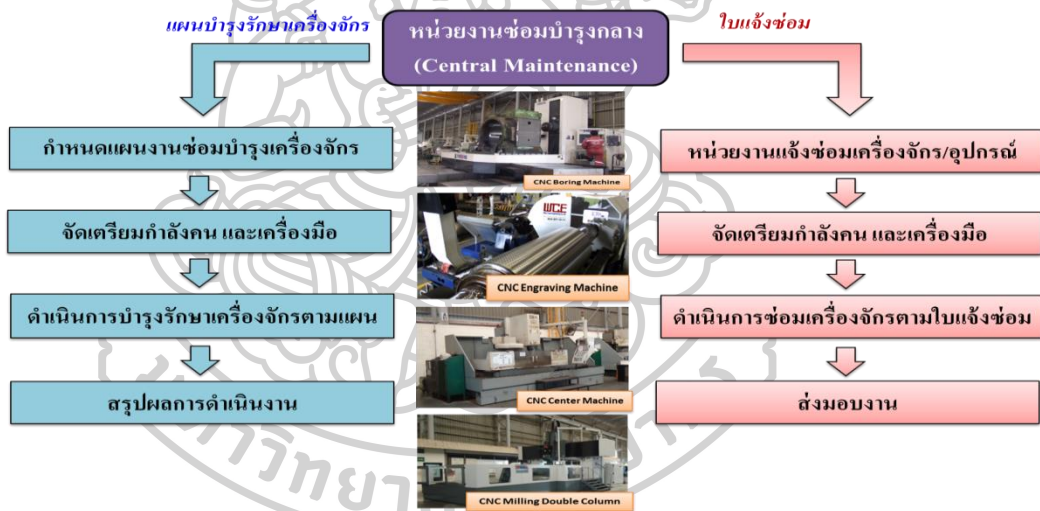 แผนบำรุงรักษาเครื่องจักร
หน่วยงานซ่อมบำรุงกลาง
(Central Maintenance)
ใบแจ้งซ่อม
กำหนดแผนงานซ่อมบำรุงเครื่องจักร
จัดเตรียมกำลังคน และเครื่องมือ
ดำเนินการบำรุงรักษาเครื่องจักรตามแผน
สรุปผลการดำเนินงาน
CNC Boring Machine
WCE
CNC Engraving Machine
CNC Center Machine
CNC Milling Double Column
หน่วยงานแจ้งซ่อมเครื่องจักร/อุปกรณ์
จัดเตรียมกำลังคน และเครื่องมือ
ดำเนินการซ่อมเครื่องจักรตามใบแจ้งซ่อม
ส่งมอบงาน